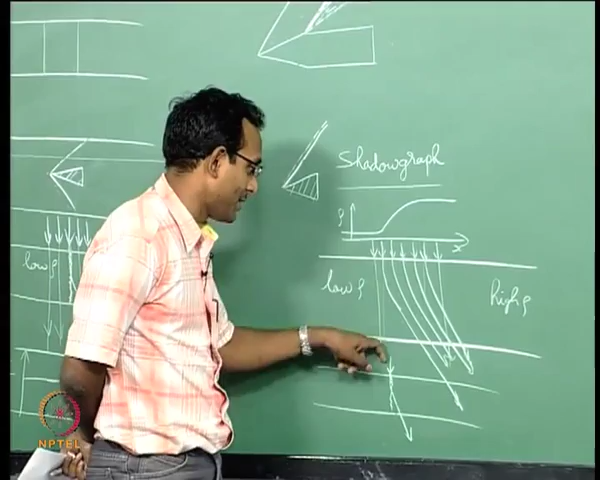 Shadowgraph
ρ
x
low ρ
low ρ
high ρ
NPTEL